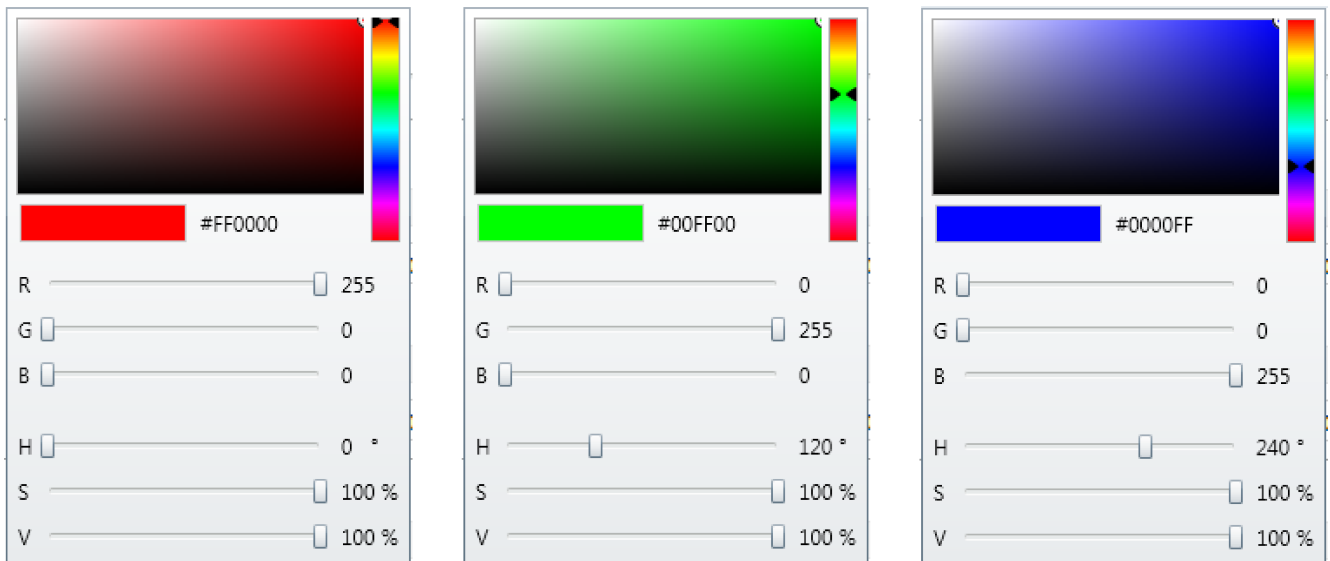 #FF0000
R 255
G 0
B 0
H 0 °
S 100 %
V 100 %
#00FF00
R 0
G 255
B 0
H 120 °
S 100 %
V 100 %
#0000FF
R 0
G 0
B 255
H 240 °
S 100 %
V 100 %